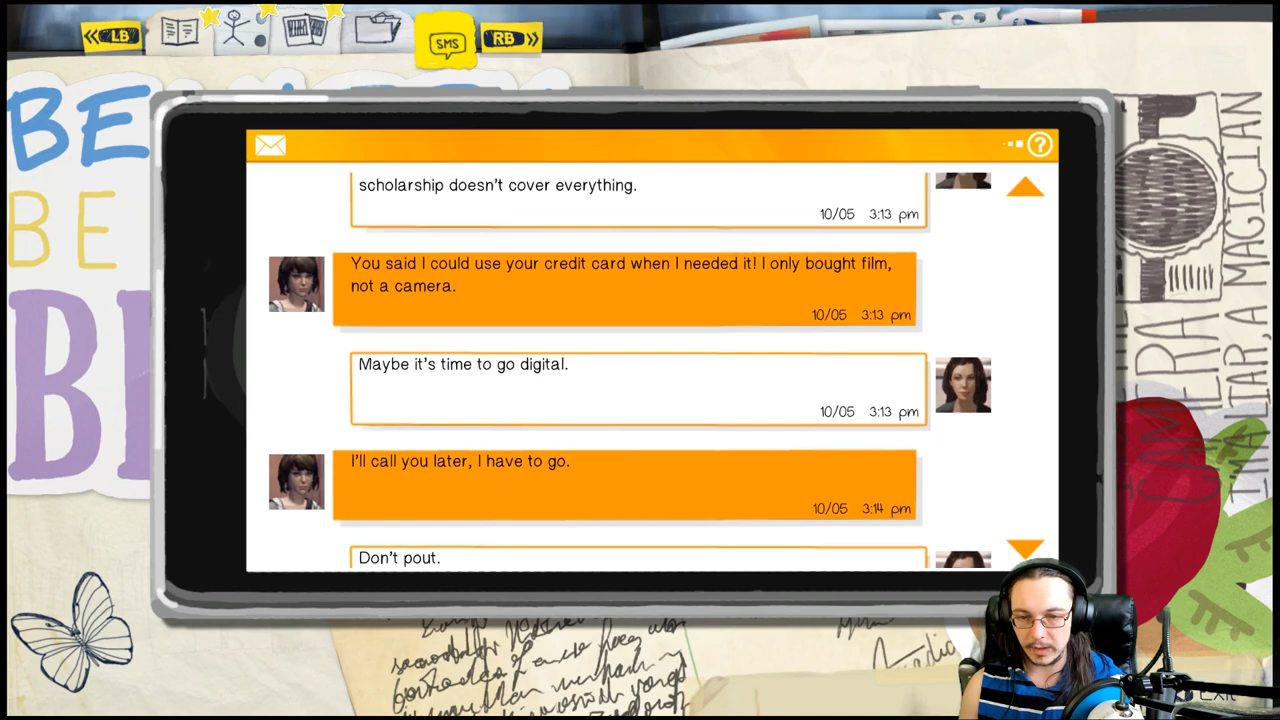 LB
SMS
RB
scholarship doesn't cover everything.
10/05 3:13 pm
You said I could use your credit card when I needed it! I only bought film,
not a camera.
10/05 3:13 pm
Maybe it's time to go digital.
10/05 3:13 pm
I'll call you later, I have to go.
10/05 3:14 pm
Don't pout.
BE
BE
CAMERA
I'M A LIAR, A MAGICIAN